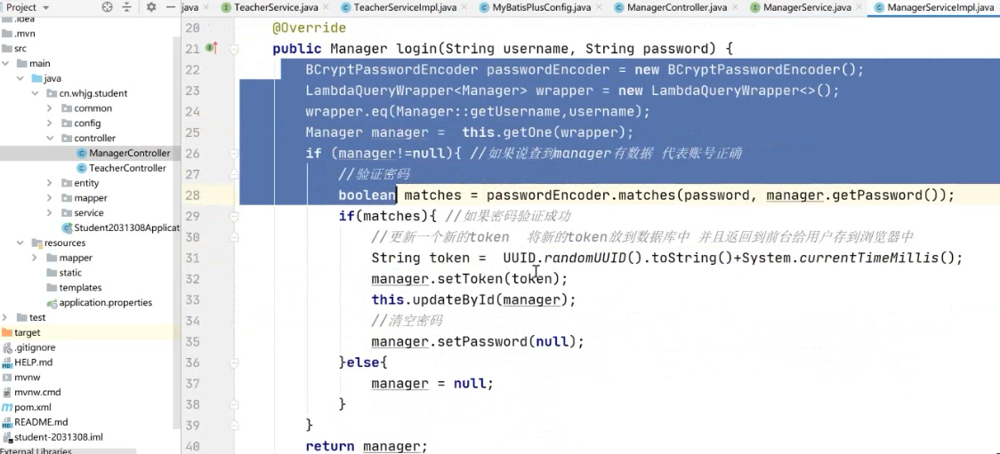 Project
java
TeacherService.java
TeacherServiceImpl.java
MyBatisPlusConfig.java
ManagerController.java
ManagerService.java
ManagerServiceImpl.java
.idea
.mvn
src
main
java
cn.whjg.student
common
config
controller
ManagerController
TeacherController
entity
mapper
service
Student2031308Applicat
resources
mapper
static
templates
application.properties
test
target
.gitignore
HELP.md
mvnw
mvnw.cmd
pom.xml
README.md
student-2031308.iml
External Libraries
20 @Override
21 public Manager login(String username, String password) {
22 BCryptPasswordEncoder passwordEncoder = new BCryptPasswordEncoder();
23 LambdaQueryWrapper<Manager> wrapper = new LambdaQueryWrapper<>();
24 wrapper.eq(Manager::getUsername,username);
25 Manager manager = this.getOne(wrapper);
26 if (manager!=null){ //如果说查到manager有数据 代表账号正确
27 //验证密码
28 boolean matches = passwordEncoder.matches(password, manager.getPassword());
29 if(matches){ //如果密码验证成功
30 //更新一个新的token 将新的token放到数据库中 并且返回到前台给用户存到浏览器中
31 String token = UUID.randomUUID().toString()+System.currentTimeMillis();
32 manager.setToken(token);
33 this.updateById(manager);
34 //清空密码
35 manager.setPassword(null);
36 }else{
37 manager = null;
38 }
39 }
40 return manager;